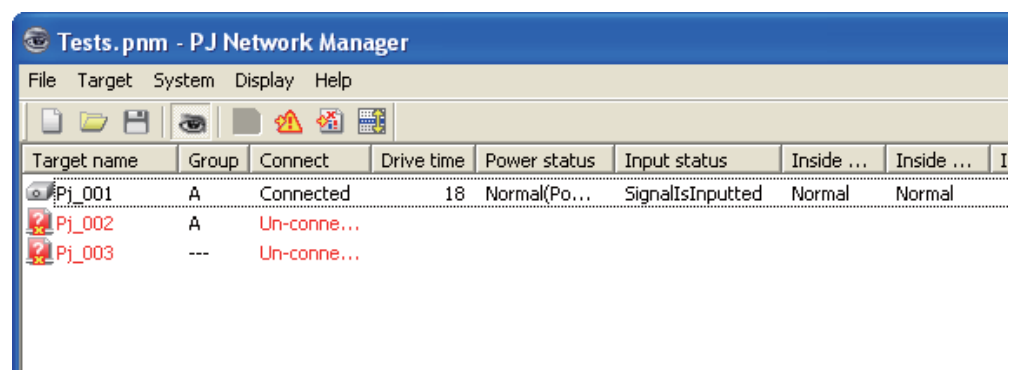 Tests.pnm - PJ Network Manager
File Target System Display Help
Target name Group Connect Drive time Power status Input status Inside ... Inside ... I
Pj_001 A Connected 18 Normal(Po... SignalIsInputted Normal Normal
Pj_002 A Un-conne...
Pj_003 --- Un-conne...